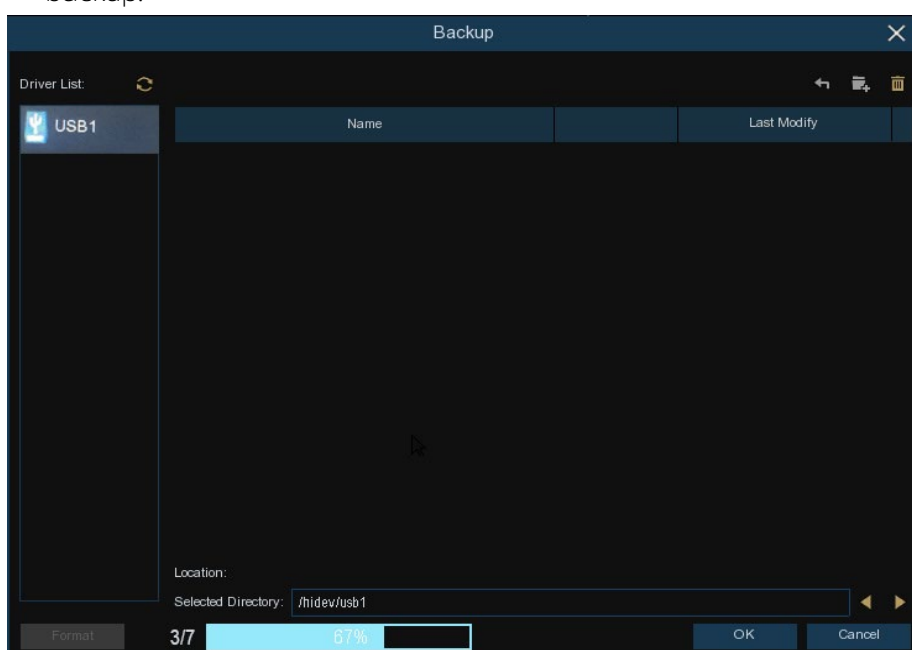 backup.
Backup
Driver List:
USB1
Name Last Modify
Location:
Selected Directory: /hidev/usb1
Format 3/7 67% OK Cancel